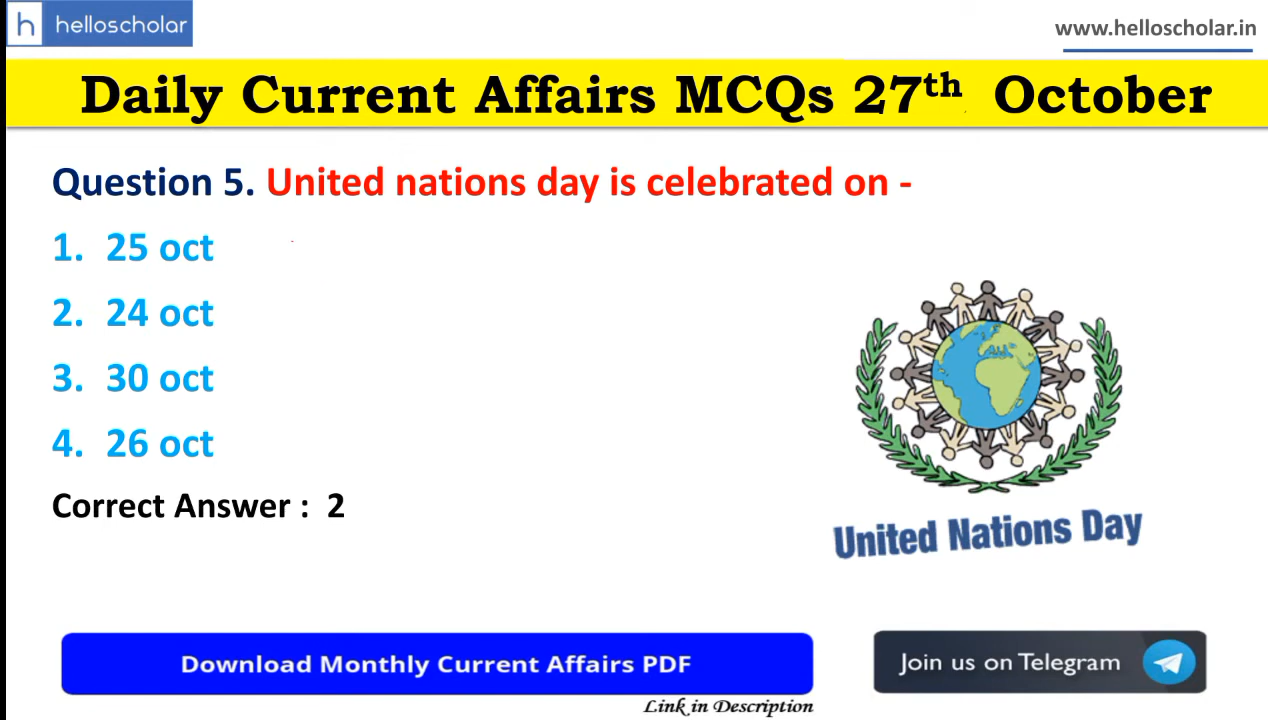 h helloscholar
www.helloscholar.in
Daily Current Affairs MCQs 27th October
Question 5. United nations day is celebrated on -
1. 25 oct
2. 24 oct
3. 30 oct
4. 26 oct
Correct Answer : 2
United Nations Day
Download Monthly Current Affairs PDF
Join us on Telegram
Link in Description